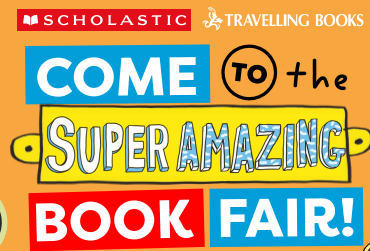 SCHOLASTIC TRAVELLING BOOKS
COME TO the
SUPER AMAZING
BOOK FAIR!